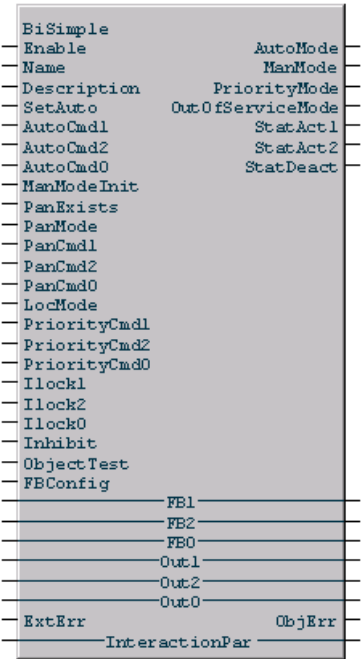 BiSimple
Enable AutoMode
Name ManMode
Description PriorityMode
SetAuto OutOfServiceMode
AutoCmd1 StatAct1
AutoCmd2 StatAct2
AutoCmd0 StatDeact
ManModeInit
PanExists
PanMode
PanCmd1
PanCmd2
PanCmd0
LocMode
PriorityCmd1
PriorityCmd2
PriorityCmd0
Ilock1
Ilock2
Ilock0
Inhibit
ObjectTest
FBConfig
FB1
FB2
FB0
Out1
Out2
Out0
ExtErr ObjErr
InteractionPar